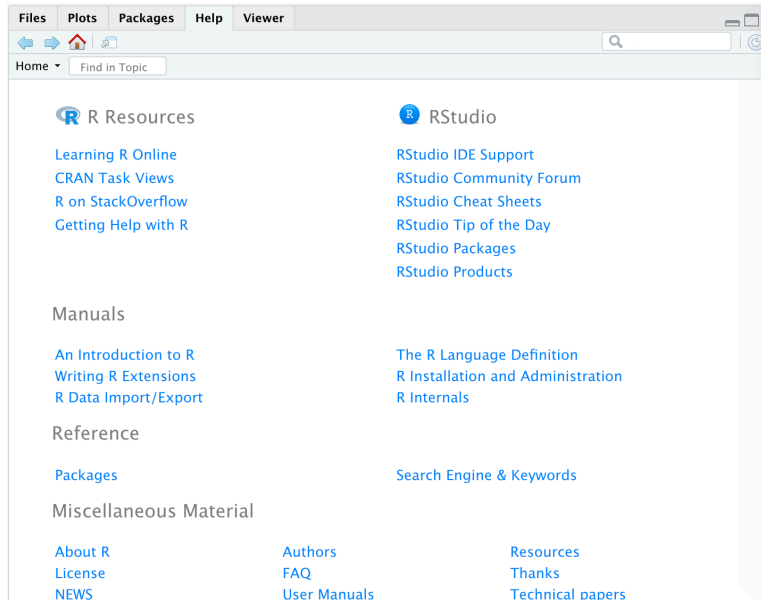 Files Plots Packages Help Viewer
Home Find in Topic
R Resources
Learning R Online
CRAN Task Views
R on StackOverflow
Getting Help with R
R RStudio
RStudio IDE Support
RStudio Community Forum
RStudio Cheat Sheets
RStudio Tip of the Day
RStudio Packages
RStudio Products
Manuals
An Introduction to R The R Language Definition
Writing R Extensions R Installation and Administration
R Data Import/Export R Internals
Reference
Packages Search Engine & Keywords
Miscellaneous Material
About R Authors Resources
License FAQ Thanks
NEWS User Manuals Technical papers